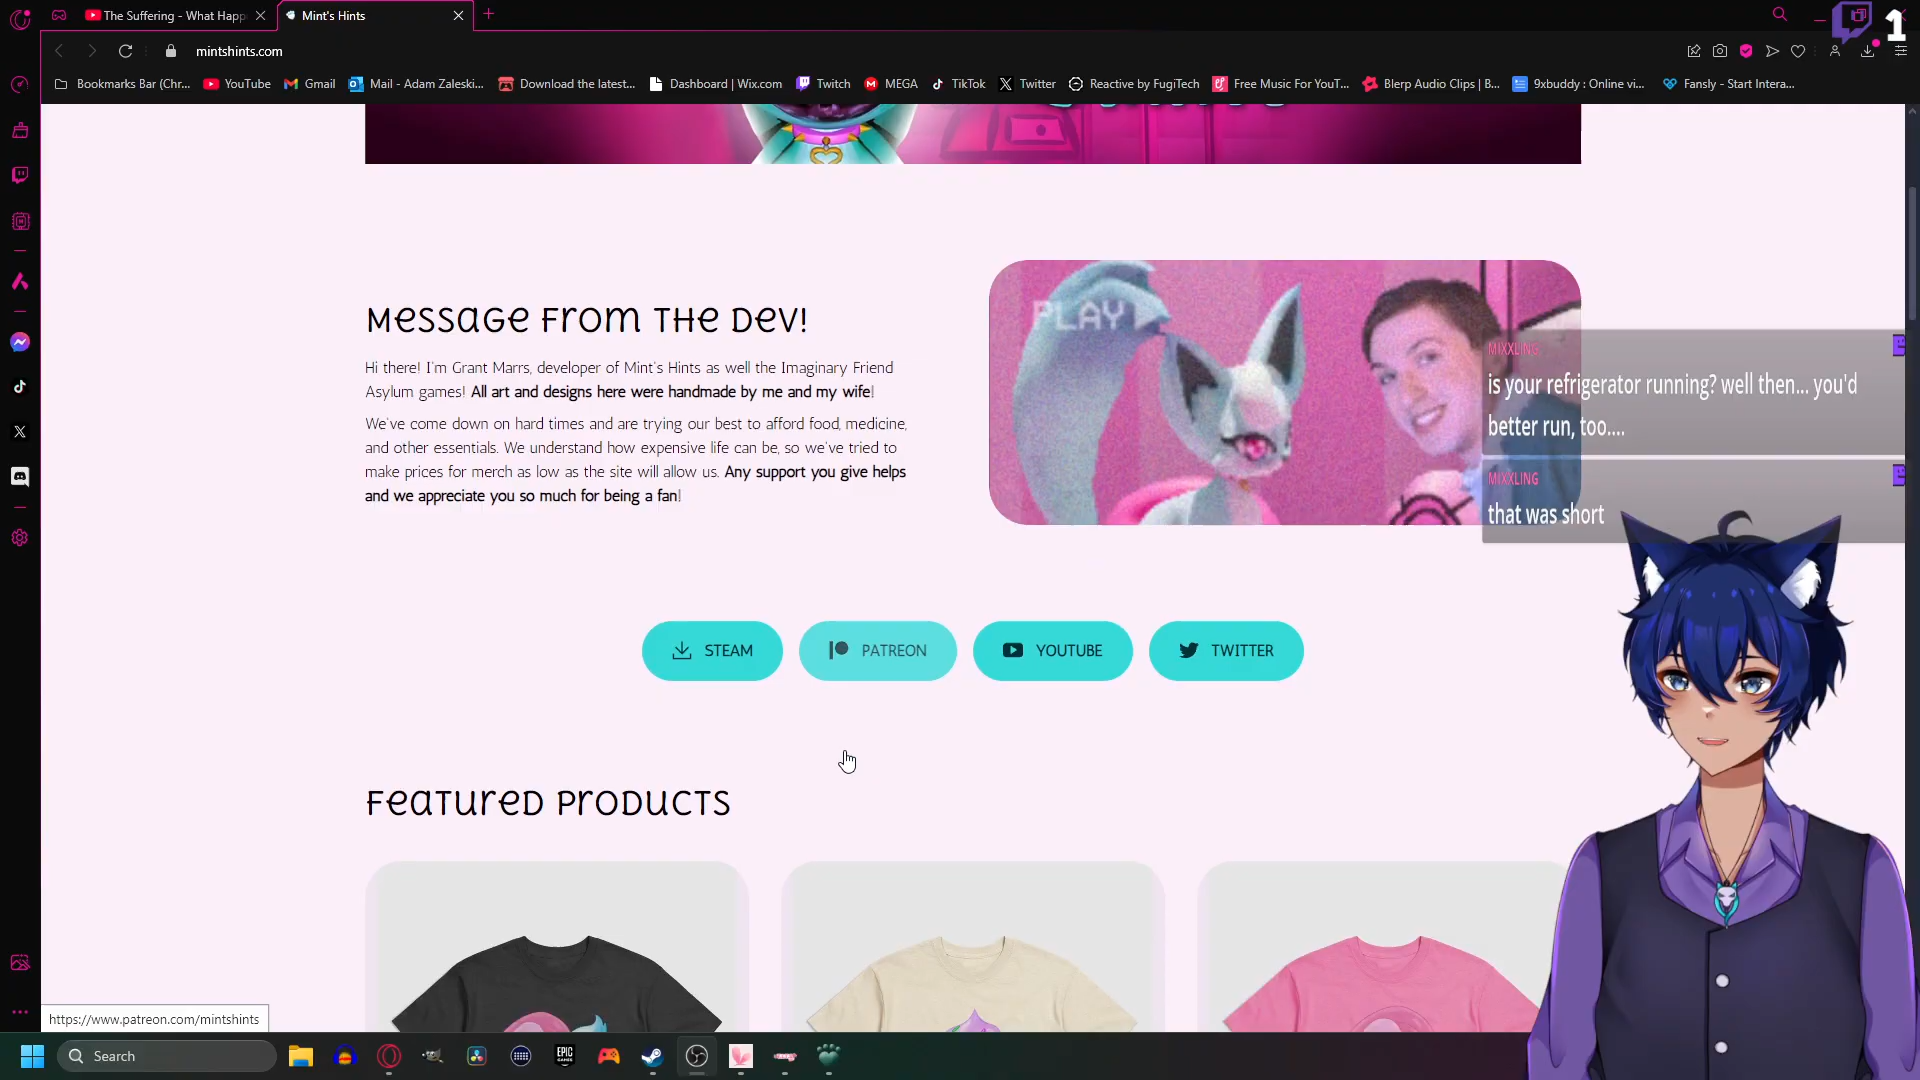 The Suffering - What Happ
Mint's Hints
1
mintshints.com
Bookmarks Bar (Chr...
YouTube
Gmail
Mail - Adam Zaleski...
Download the latest...
Dashboard | Wix.com
Twitch
MEGA
TikTok
Twitter
Reactive by FugiTech
Free Music For YouT...
Blerp Audio Clips | B...
9xbuddy : Online vi...
Fansly - Start Intera...
PLAY
Message from the Dev!
Hi there! I'm Grant Marrs, developer of Mint's Hints as well the Imaginary Friend
Asylum games! All art and designs here were handmade by me and my wife!
We've come down on hard times and are trying our best to afford food, medicine,
and other essentials. We understand how expensive life can be, so we've tried to
make prices for merch as low as the site will allow us. Any support you give helps
and we appreciate you so much for being a fan!
MIXXLING
is your refrigerator running? well then... you'd
better run, too....
MIXXLING
that was short
STEAM
PATREON
YOUTUBE
TWITTER
Featured Products
https://www.patreon.com/mintshints
Search
EPIC
GAMES